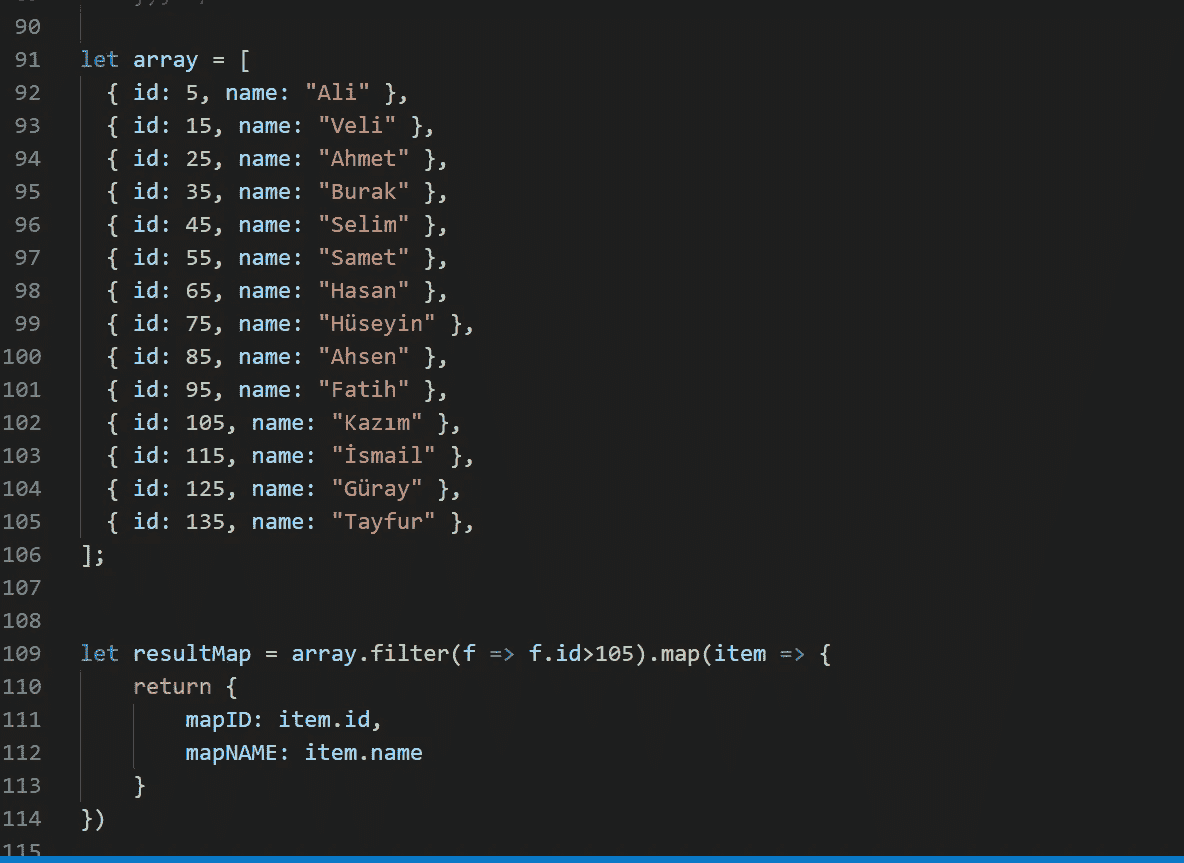 90
91 let array = [
92 { id: 5, name: "Ali" },
93 { id: 15, name: "Veli" },
94 { id: 25, name: "Ahmet" },
95 { id: 35, name: "Burak" },
96 { id: 45, name: "Selim" },
97 { id: 55, name: "Samet" },
98 { id: 65, name: "Hasan" },
99 { id: 75, name: "Hüseyin" },
100 { id: 85, name: "Ahsen" },
101 { id: 95, name: "Fatih" },
102 { id: 105, name: "Kazım" },
103 { id: 115, name: "İsmail" },
104 { id: 125, name: "Güray" },
105 { id: 135, name: "Tayfur" },
106 ];
107
108
109 let resultMap = array.filter(f => f.id>105).map(item => {
110 return {
111 mapID: item.id,
112 mapNAME: item.name
113 }
114 })
115